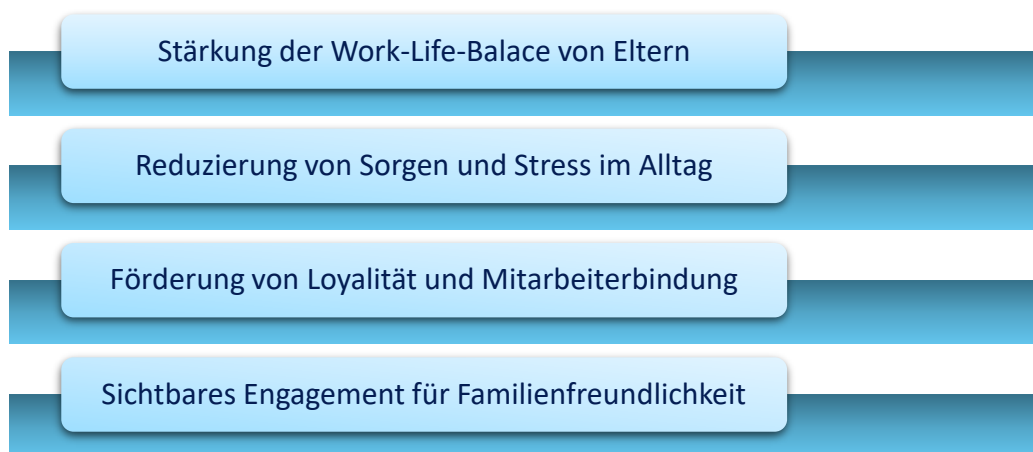 Stärkung der Work-Life-Balace von Eltern
Reduzierung von Sorgen und Stress im Alltag
Förderung von Loyalität und Mitarbeiterbindung
Sichtbares Engagement für Familienfreundlichkeit